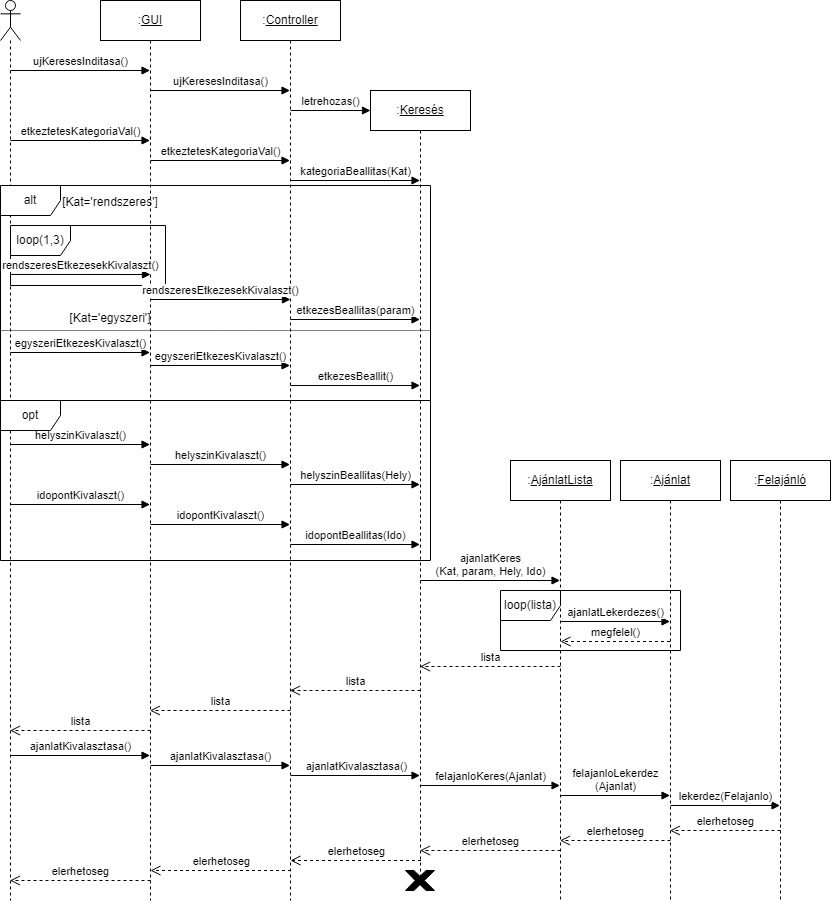 :GUI
:Controller
ujKeresesInditasa()
ujKeresesInditasa()
letrehozas()
:Keresés
etkeztetesKategoriaVal()
etkeztetesKategoriaVal()
kategoriaBeallitas(Kat)
alt
[Kat='rendszeres']
loop(1,3)
rendszeresEtkezesekKivalaszt()
rendszeresEtkezesekKivalaszt()
etkezesBeallitas(param)
[Kat='egyszeri']
egyszeriEtkezesKivalaszt()
egyszeriEtkezesKivalaszt()
etkezesBeallit()
opt
helyszinKivalaszt()
helyszinKivalaszt()
helyszinBeallitas(Hely)
:AjánlatLista
:Ajánlat
:Felajánló
idopontKivalaszt()
idopontKivalaszt()
idopontBeallitas(Ido)
ajanlatKeres
(Kat, param, Hely, Ido)
loop(lista)
ajanlatLekerdezes()
megfelel()
lista
lista
lista
lista
ajanlatKivalasztasa()
ajanlatKivalasztasa()
ajanlatKivalasztasa()
felajanloKeres(Ajanlat)
felajanloLekerdez
(Ajanlat)
lekerdez(Felajanlo)
elerhetoseg
elerhetoseg
elerhetoseg
elerhetoseg
elerhetoseg
elerhetoseg